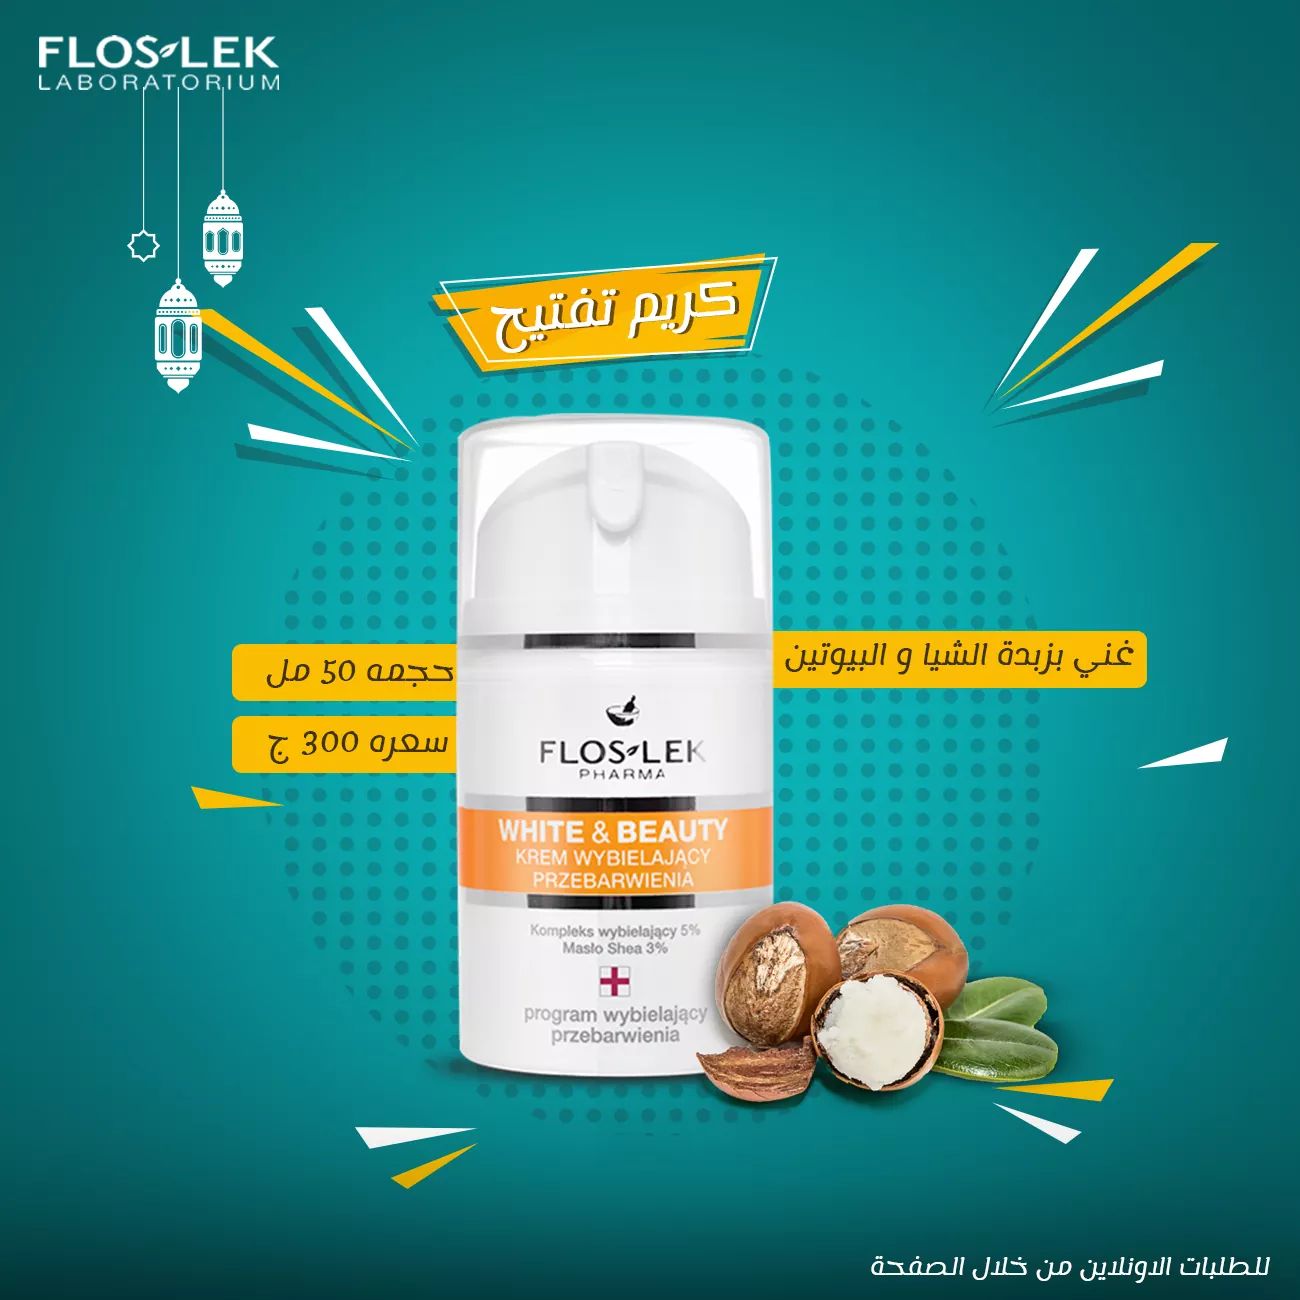 FLOS-LEK
LABORATORIUM
كريم تفتيح
غني بزبدة الشيا و البيوتين
حجمه 50 مل
سعره 300 ج
FLOS-LEK
PHARMA
WHITE & BEAUTY
KREM WYBIELAJĄCY
PRZEBARWIENIA
Kompleks wybielający 5%
Masło Shea 3%
program wybielający
przebarwienia
للطلبات الاونلاين من خلال الصفحة